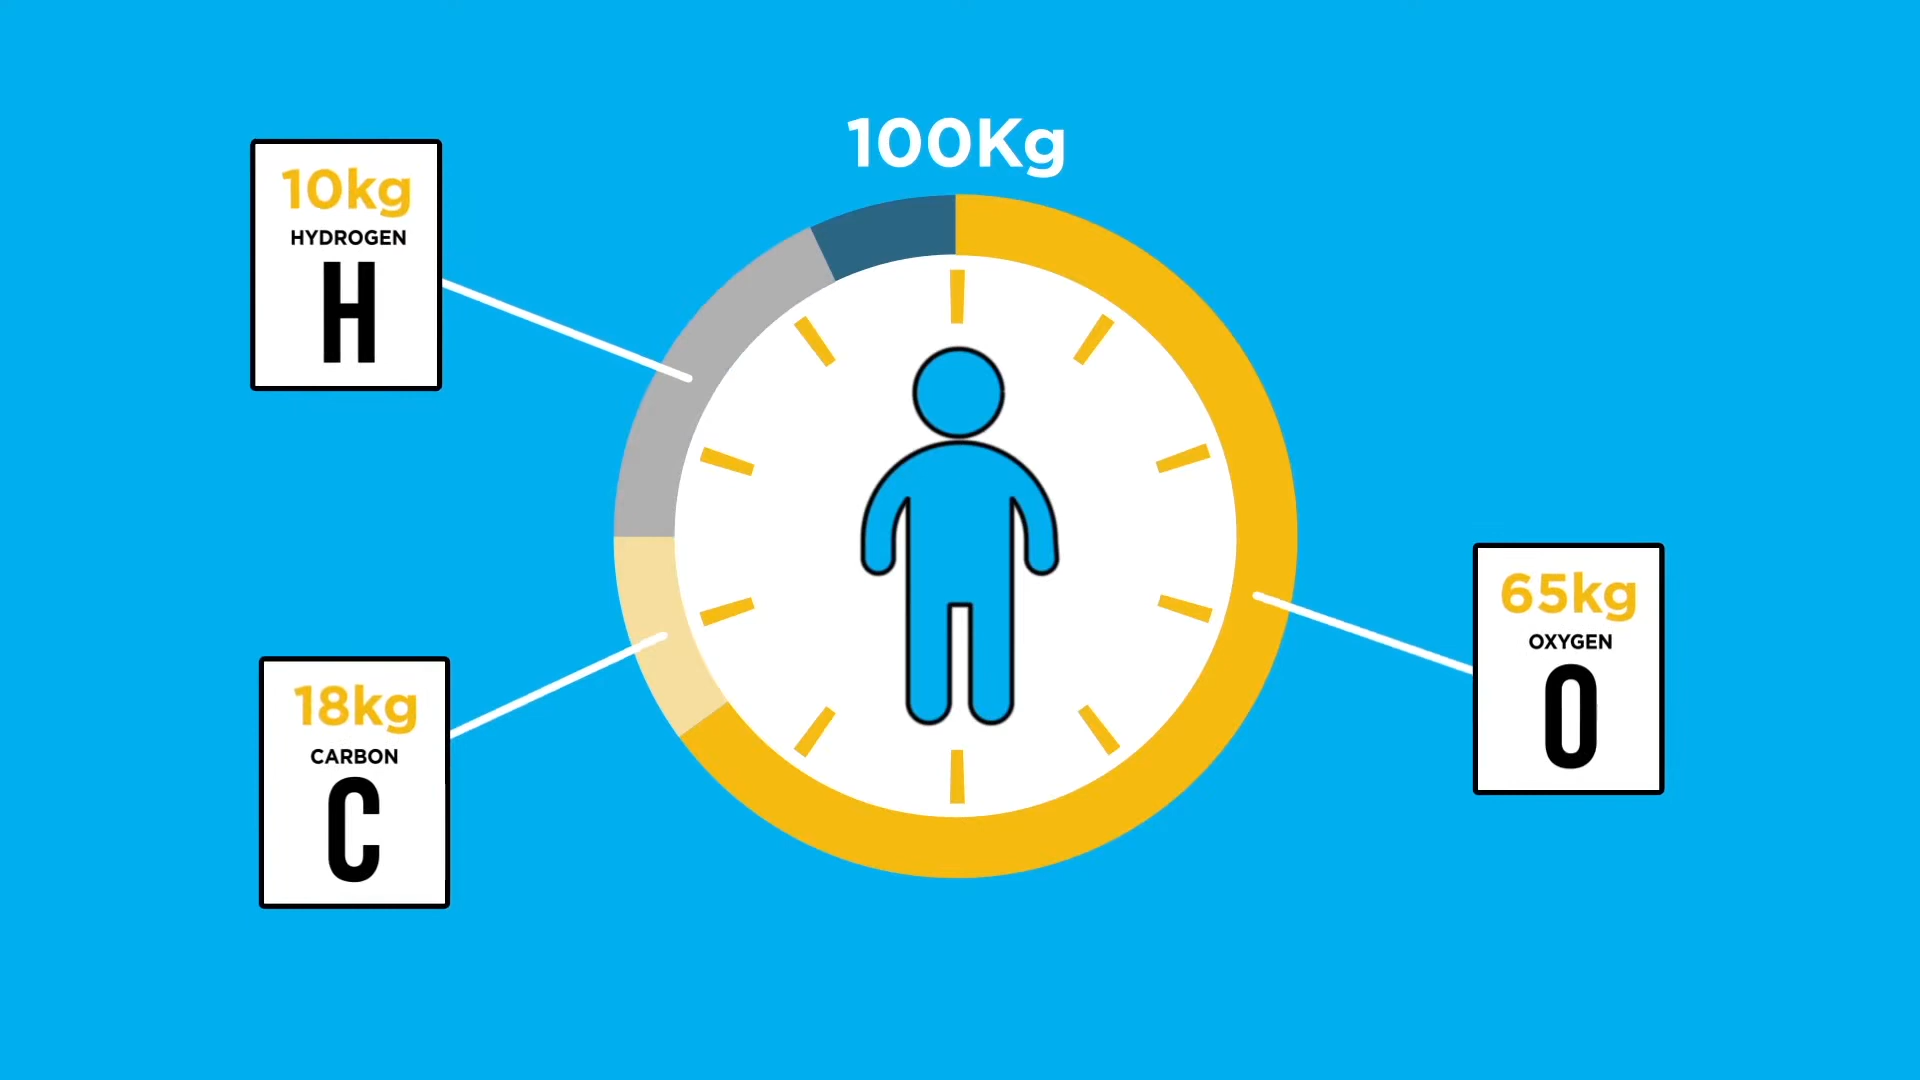 100Kg
10kg
HYDROGEN
H
65kg
OXYGEN
O
18kg
CARBON
C